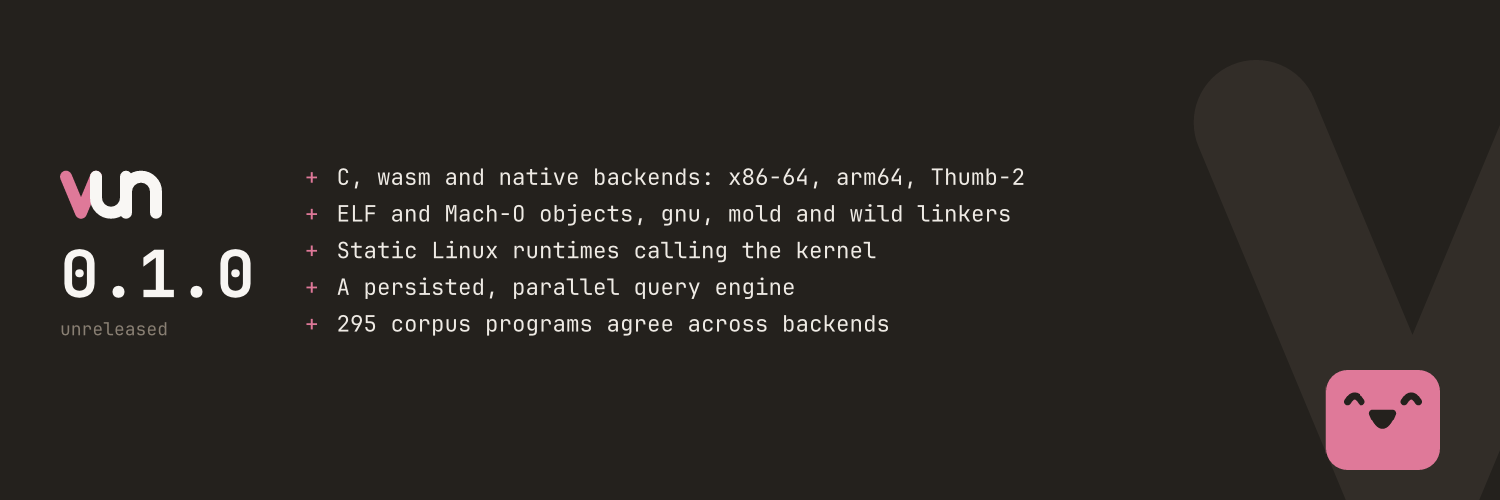 vun
0.1.0
unreleased
+ C, wasm and native backends: x86-64, arm64, Thumb-2
+ ELF and Mach-O objects, gnu, mold and wild linkers
+ Static Linux runtimes calling the kernel
+ A persisted, parallel query engine
+ 295 corpus programs agree across backends